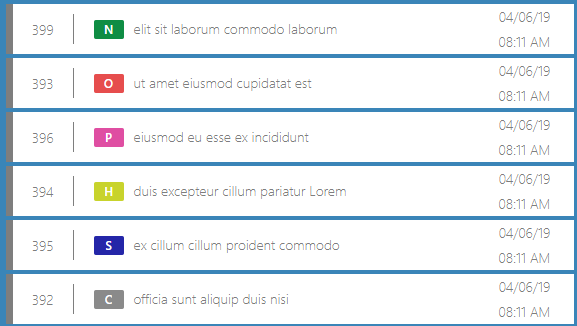 399 N elit sit laborum commodo laborum 04/06/19
08:11 AM
393 O ut amet eiusmod cupidatat est 04/06/19
08:11 AM
396 P eiusmod eu esse ex incididunt 04/06/19
08:11 AM
394 H duis excepteur cillum pariatur Lorem 04/06/19
08:11 AM
395 S ex cillum cillum proident commodo 04/06/19
08:11 AM
392 C officia sunt aliquip duis nisi 04/06/19
08:11 AM